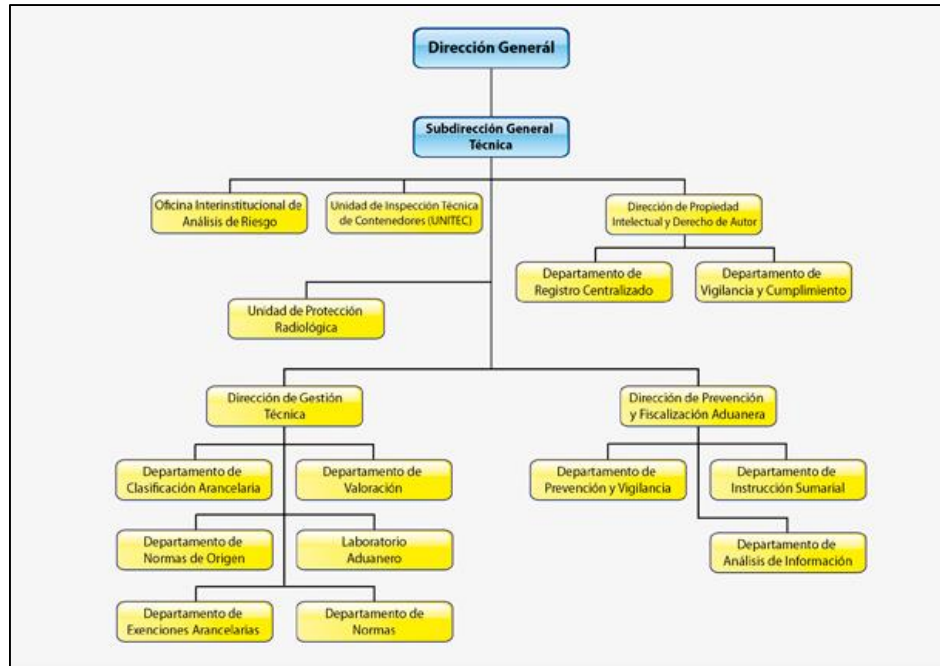 Dirección Generál
Subdirección General
Técnica
Oficina Interinstitucional de
Análisis de Riesgo
Unidad de Inspección Técnica
de Contenedores (UNITEC)
Dirección de Propiedad
Intelectual y Derecho de Autor
Departamento de
Registro Centralizado
Departamento de
Vigilancia y Cumplimiento
Unidad de Protección
Radiológica
Dirección de Gestión
Técnica
Dirección de Prevención
y Fiscalización Aduanera
Departamento de
Clasificación Arancelaria
Departamento de
Valoración
Departamento de
Prevención y Vigilancia
Departamento de
Instrucción Sumarial
Departamento de
Normas de Origen
Laboratorio
Aduanero
Departamento de
Análisis de Información
Departamento de
Exenciones Arancelarias
Departamento de
Normas